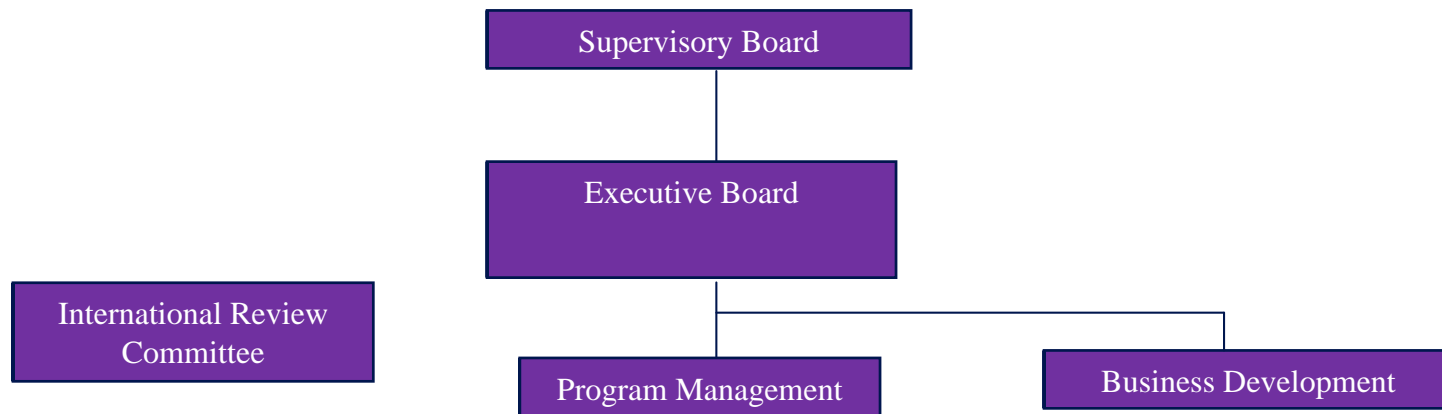 Supervisory Board
Executive Board
International Review
Committee
Program Management
Business Development